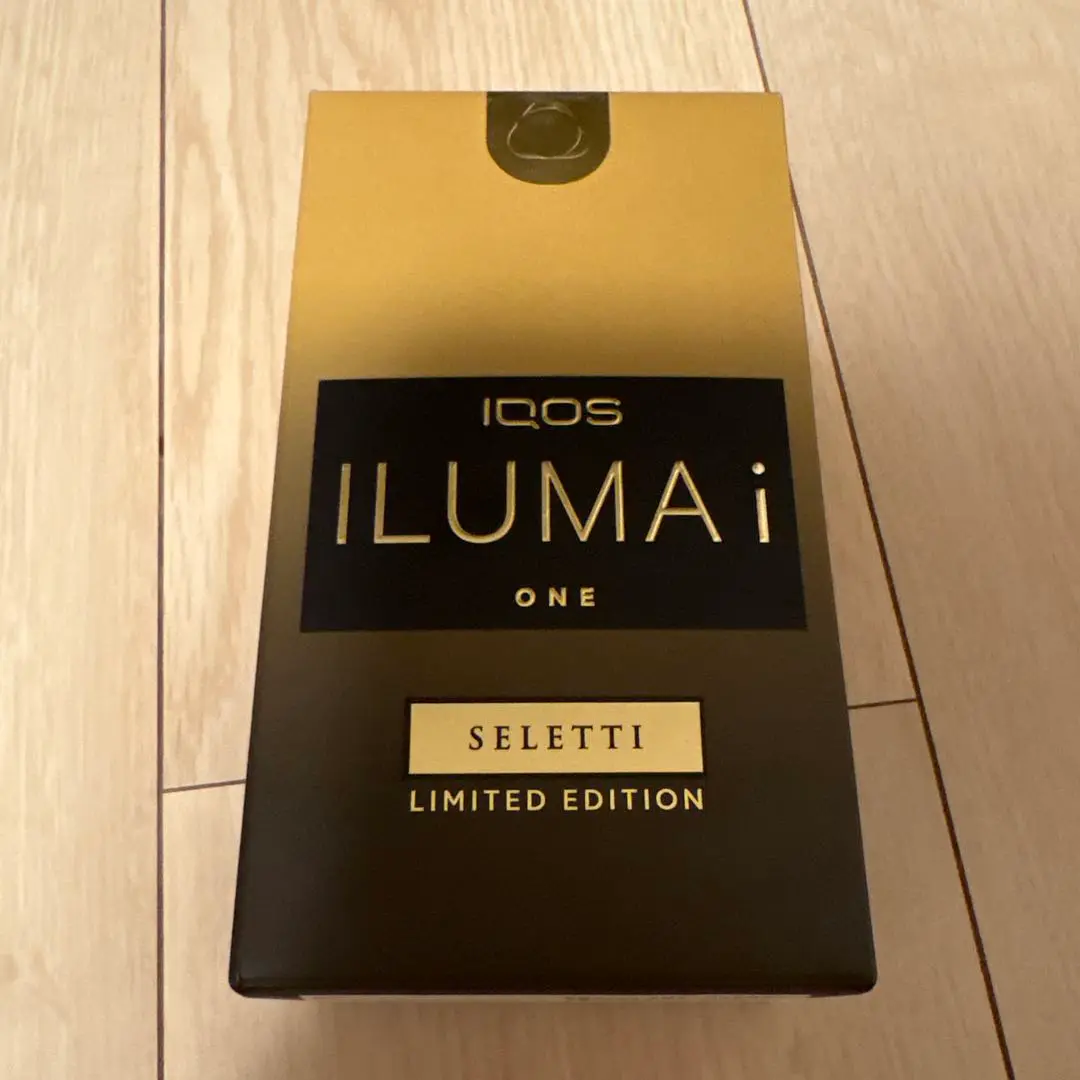 IQOS
ILUMA i
ONE
SELETTI
LIMITED EDITION